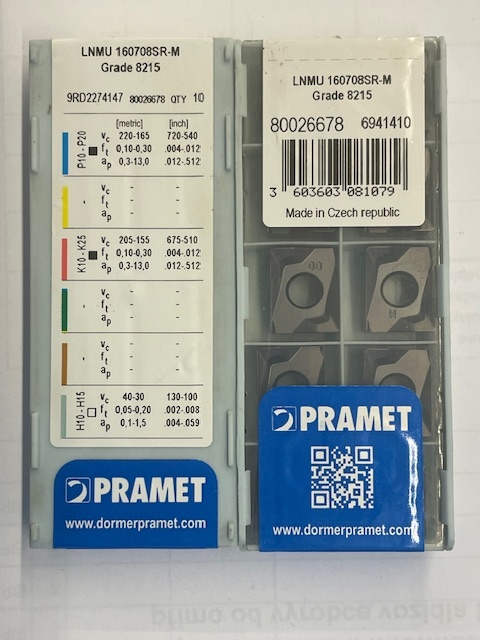 LNMU 160708SR-M
Grade 8215
9RD2274147 80026678 QTY 10
[metric] [inch]
P10 - P20
vc 220-165 720-540
ft 0,10-0,30 .004-.012
ap 0,3-13,0 .012-.512
-
vc - -
ft - -
ap - -
K10 - K25
vc 205-155 675-510
ft 0,10-0,30 .004-.012
ap 0,3-13,0 .012-.512
-
vc - -
ft - -
ap - -
-
vc - -
ft - -
ap - -
H10 - H15
vc 40-30 130-100
ft 0,05-0,20 .002-.008
ap 0,1-1,5 .004-.059
PRAMET
www.dormerpramet.com
LNMU 160708SR-M
Grade 8215
80026678 6941410
3 603603 081079
Made in Czech republic
M
PRAMET
www.dormerpramet.com
přímo od výrobce vozidla